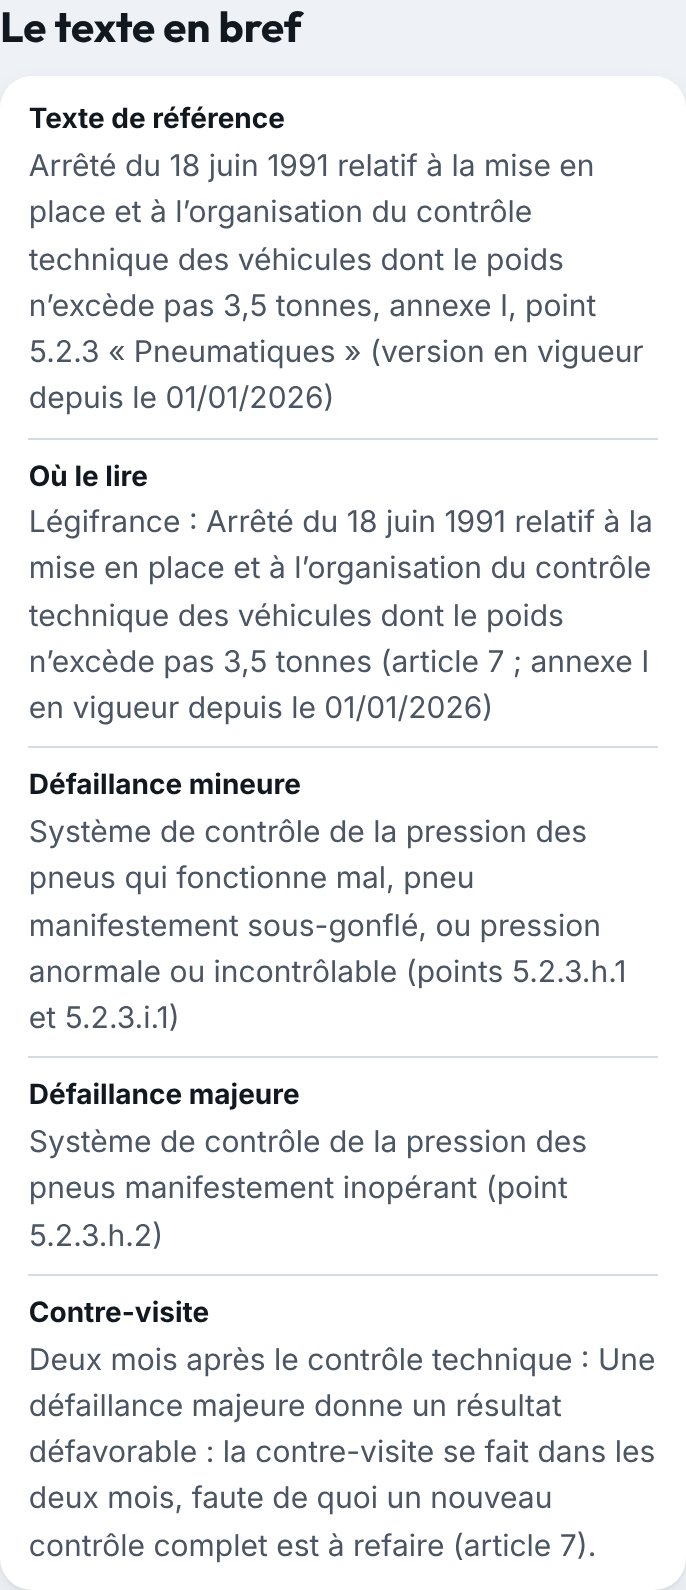 Le texte en bref
Texte de référence
Arrêté du 18 juin 1991 relatif à la mise en
place et à l’organisation du contrôle
technique des véhicules dont le poids
n’excède pas 3,5 tonnes, annexe I, point
5.2.3 « Pneumatiques » (version en vigueur
depuis le 01/01/2026)
Où le lire
Légifrance : Arrêté du 18 juin 1991 relatif à la
mise en place et à l’organisation du contrôle
technique des véhicules dont le poids
n’excède pas 3,5 tonnes (article 7 ; annexe I
en vigueur depuis le 01/01/2026)
Défaillance mineure
Système de contrôle de la pression des
pneus qui fonctionne mal, pneu
manifestement sous-gonflé, ou pression
anormale ou incontrôlable (points 5.2.3.h.1
et 5.2.3.i.1)
Défaillance majeure
Système de contrôle de la pression des
pneus manifestement inopérant (point
5.2.3.h.2)
Contre-visite
Deux mois après le contrôle technique : Une
défaillance majeure donne un résultat
défavorable : la contre-visite se fait dans les
deux mois, faute de quoi un nouveau
contrôle complet est à refaire (article 7).